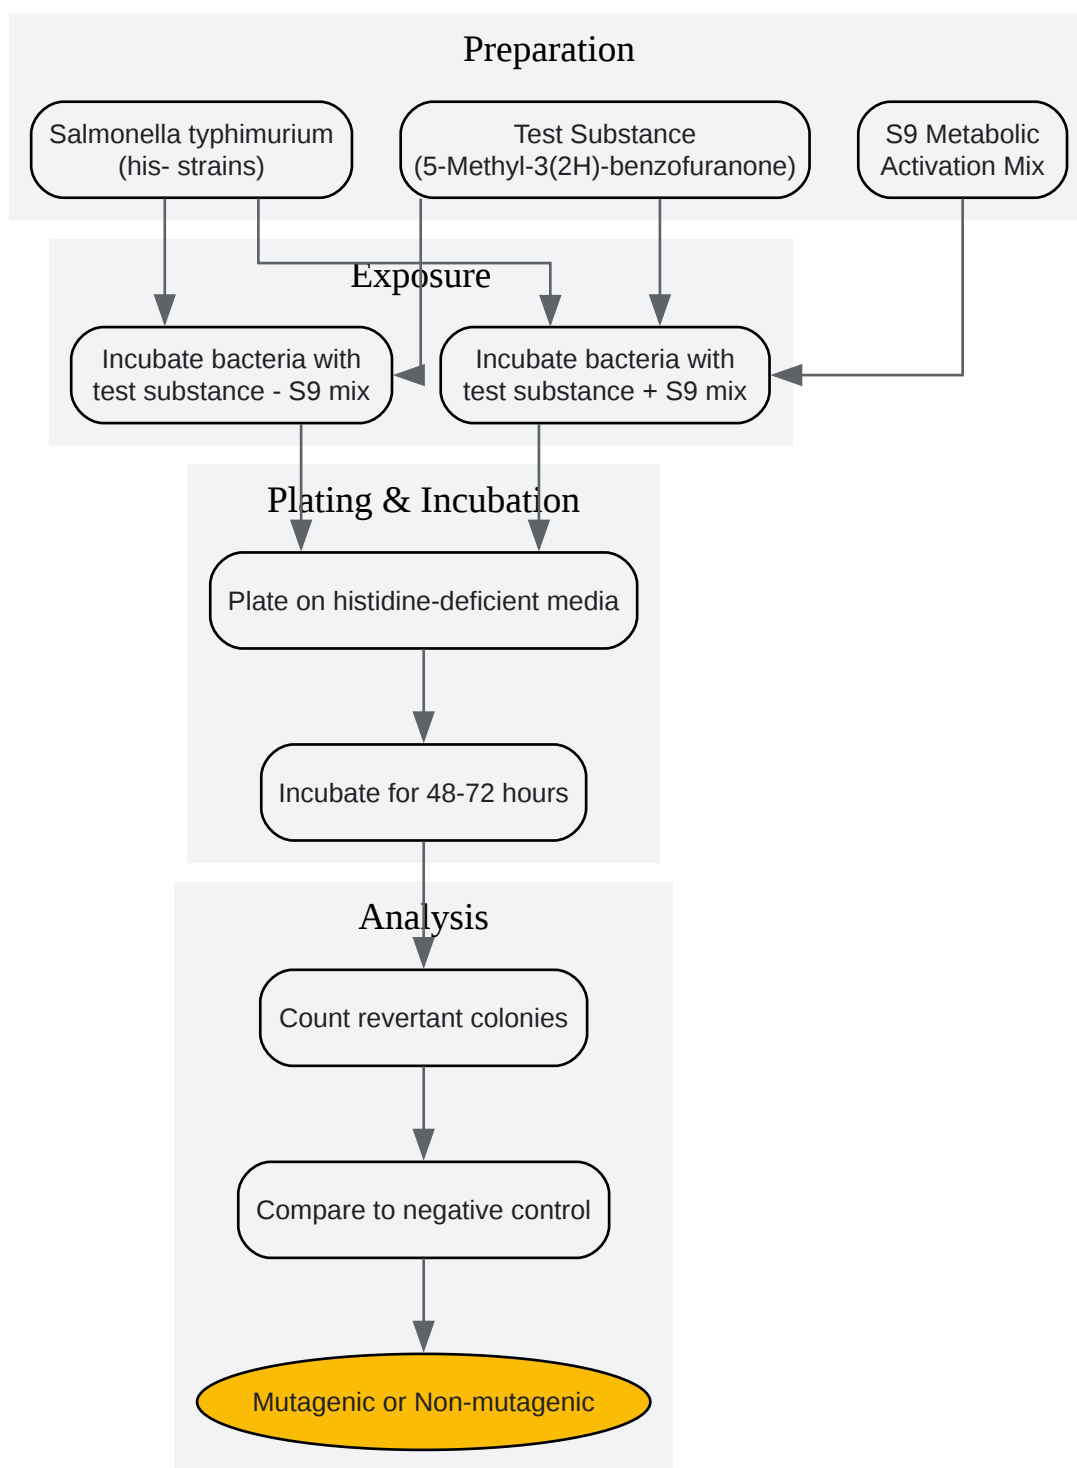 Preparation
Salmonella typhimurium
(his- strains)
Test Substance
(5-Methyl-3(2H)-benzofuranone)
S9 Metabolic
Activation Mix
Exposure
Incubate bacteria with
test substance - S9 mix
Incubate bacteria with
test substance + S9 mix
Plating & Incubation
Plate on histidine-deficient media
Incubate for 48-72 hours
Analysis
Count revertant colonies
Compare to negative control
Mutagenic or Non-mutagenic